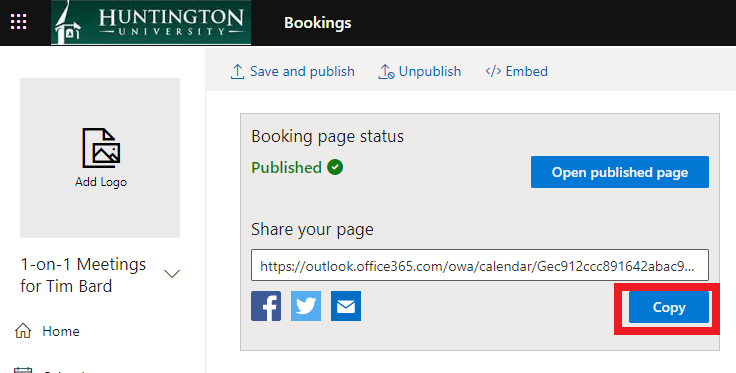 HUNTINGTON
UNIVERSITY
Bookings
Save and publish
Unpublish
</> Embed
Add Logo
1-on-1 Meetings
for Tim Bard
Home
Booking page status
Published
Open published page
Share your page
https://outlook.office365.com/owa/calendar/Gec912ccc891642abac9...
Copy